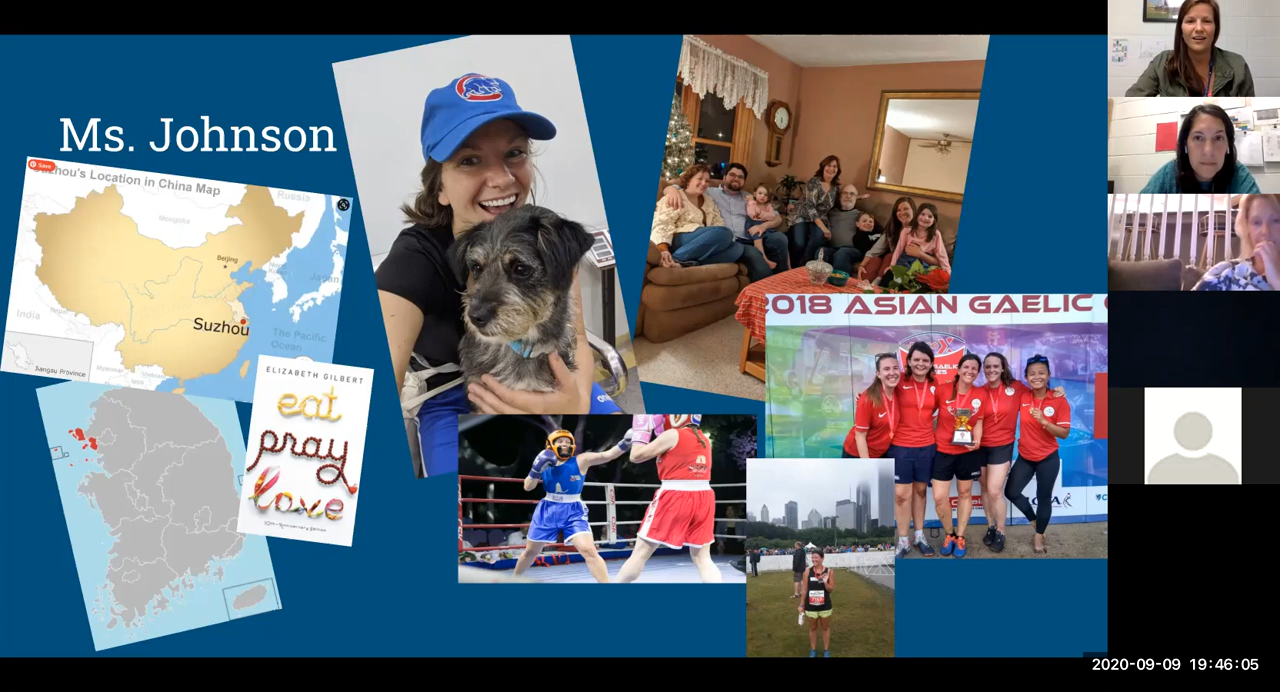 Ms. Johnson
Save
zhou's Location in China Map
Russia
Mongolia
Beijing
Japan
India
Suzhou
The Pacific
Ocean
Jiangsu Province
ELIZABETH GILBERT
eat
pray
love
2018 ASIAN GAELIC
2020-09-09 19:46:05